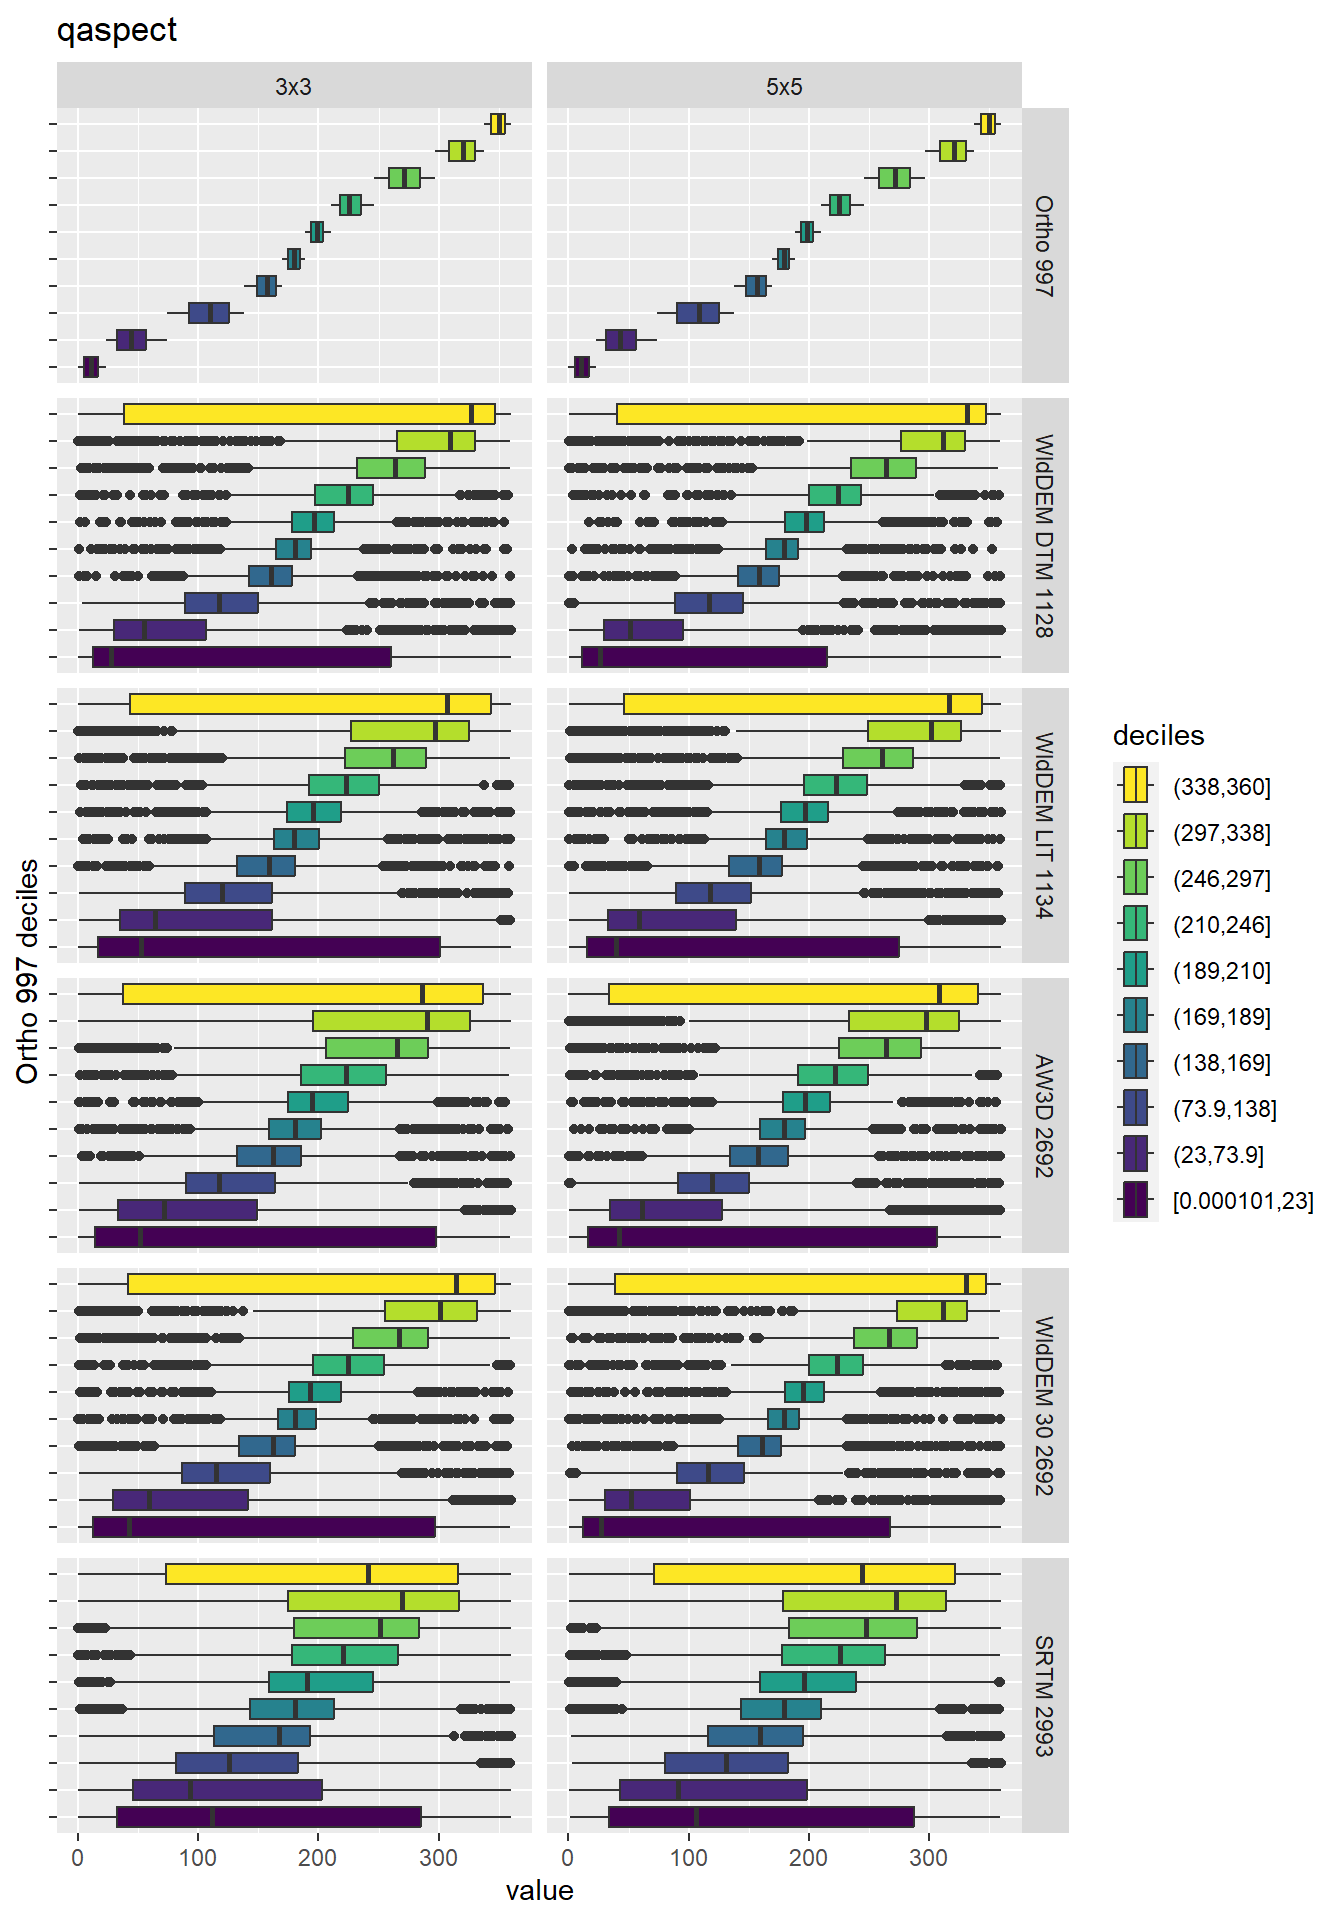 qaspect
3x3
5x5
Ortho 997
WldDEM DTM 1128
WldDEM LIT 1134
AW3D 2692
WldDEM 30 2692
SRTM 2993
Ortho 997 deciles
0 100 200 300
0 100 200 300
value
deciles
(338,360]
(297,338]
(246,297]
(210,246]
(189,210]
(169,189]
(138,169]
(73.9,138]
(23,73.9]
[0.000101,23]